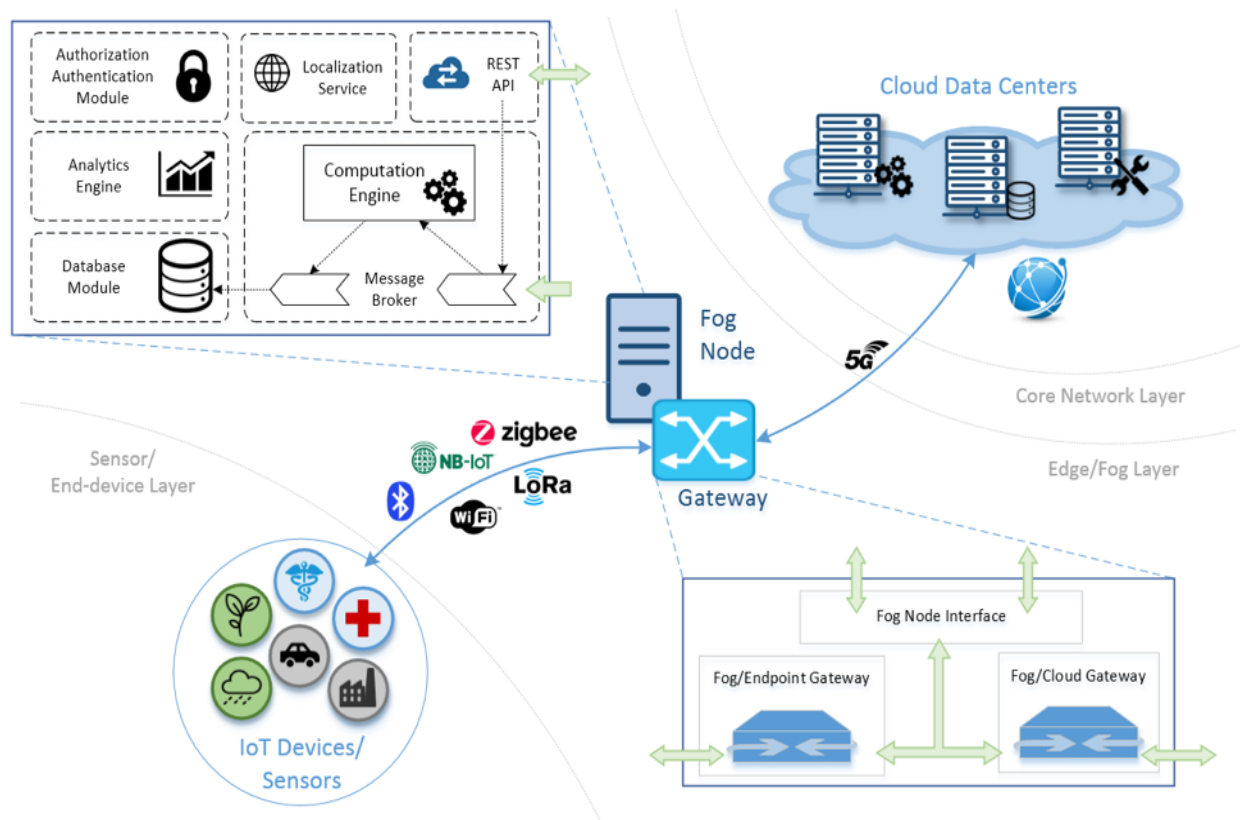 Authorization
Authentication
Module
Localization
Service
REST
API
Analytics
Engine
Computation
Engine
Database
Module
Message
Broker
Cloud Data Centers
Fog
Node
5G
Core Network Layer
Edge/Fog Layer
Sensor/
End-device Layer
zigbee
NB-IoT
LoRa
WiFi
Gateway
IoT Devices/
Sensors
Fog Node Interface
Fog/Endpoint Gateway
Fog/Cloud Gateway